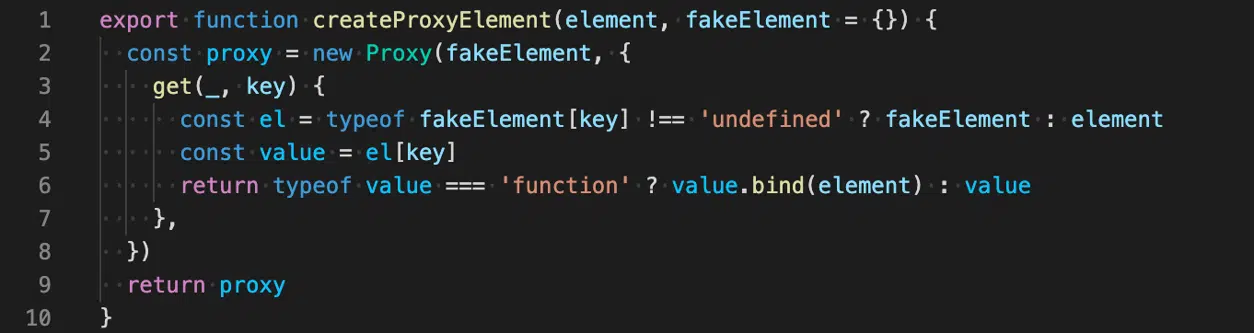 1 export function createProxyElement(element, fakeElement = {}) {
2   const proxy = new Proxy(fakeElement, {
3     get(_, key) {
4       const el = typeof fakeElement[key] !== 'undefined' ? fakeElement : element
5       const value = el[key]
6       return typeof value === 'function' ? value.bind(element) : value
7     },
8   })
9   return proxy
10 }